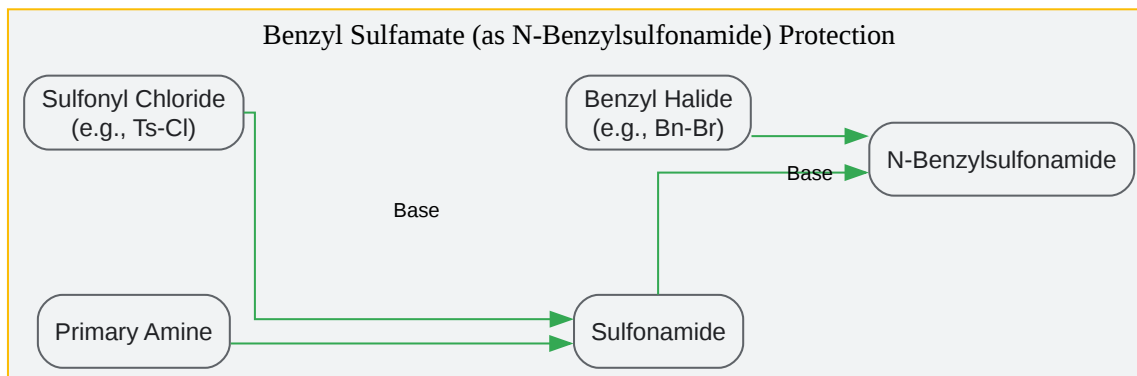 Benzyl Sulfamate (as N-Benzylsulfonamide) Protection
Sulfonyl Chloride
(e.g., Ts-Cl)
Benzyl Halide
(e.g., Bn-Br)
N-Benzylsulfonamide
Base
Base
Primary Amine
Sulfonamide